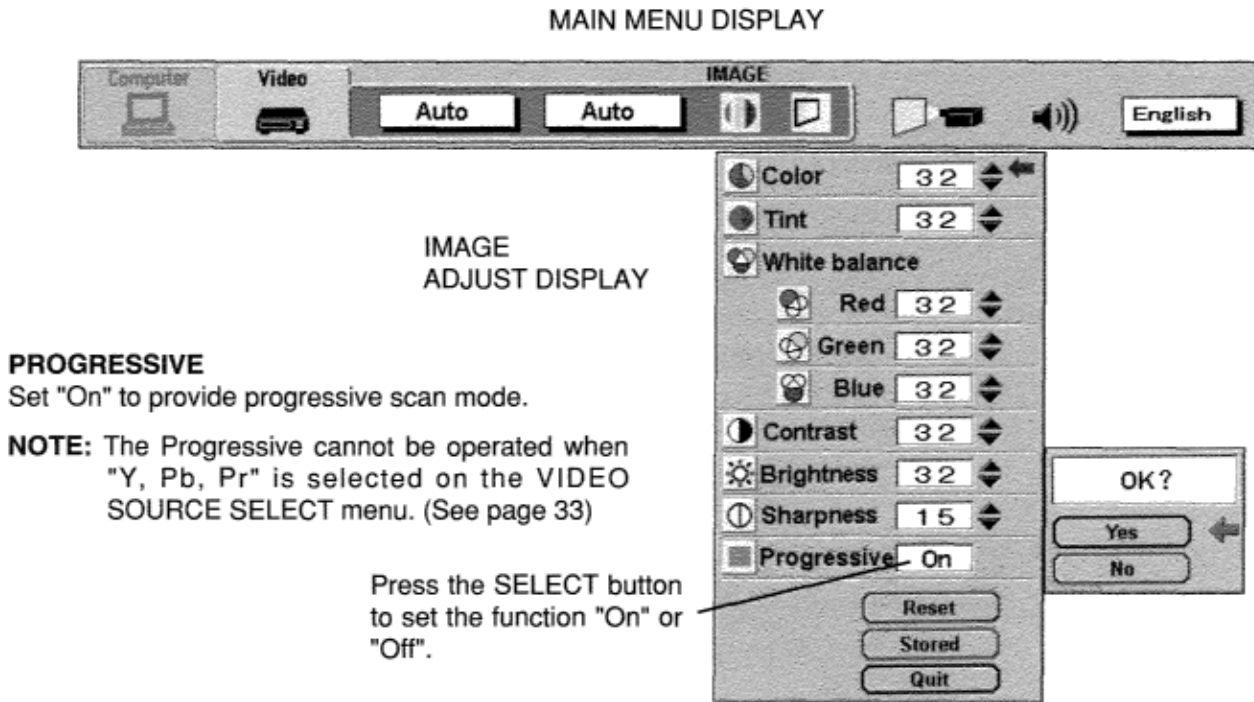 MAIN MENU DISPLAY
Computer
Video
IMAGE
Auto
Auto
English
Color 32
Tint 32
White balance
Red 32
Green 32
Blue 32
Contrast 32
Brightness 32
Sharpness 15
Progressive On
Reset
Stored
Quit
OK?
Yes
No
IMAGE
ADJUST DISPLAY
PROGRESSIVE
Set "On" to provide progressive scan mode.
NOTE: The Progressive cannot be operated when
"Y, Pb, Pr" is selected on the VIDEO
SOURCE SELECT menu. (See page 33)
Press the SELECT button
to set the function "On" or
"Off".